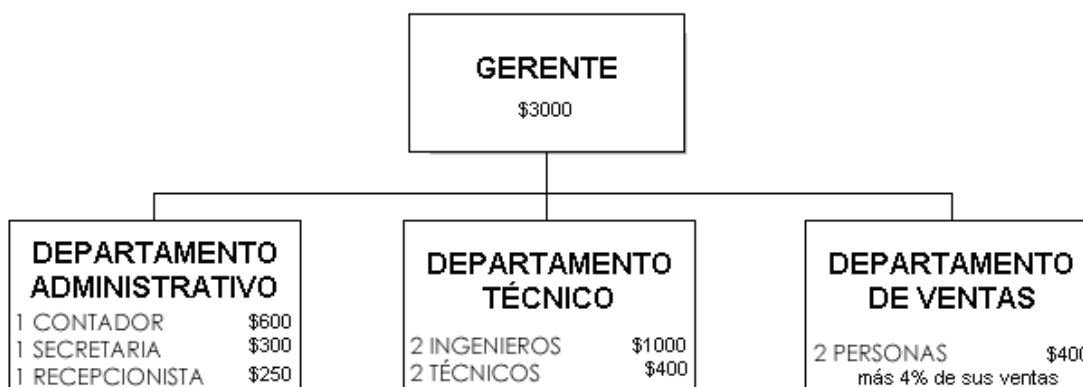 GERENTE
$3000
DEPARTAMENTO
ADMINISTRATIVO
1 CONTADOR $600
1 SECRETARIA $300
1 RECEPCIONISTA $250
DEPARTAMENTO
TÉCNICO
2 INGENIEROS $1000
2 TÉCNICOS $400
DEPARTAMENTO
DE VENTAS
2 PERSONAS $400
más 4% de sus ventas